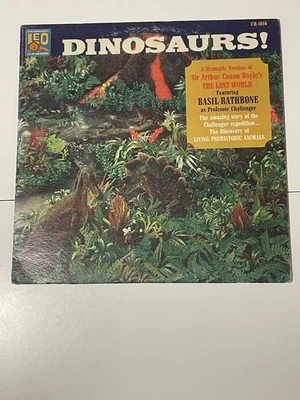 CH-1016
LEO
DINOSAURS!
A Dramatic Version of
Sir Arthur Conan Doyle's
THE LOST WORLD
Featuring
BASIL RATHBONE
as Professor Challenger
The amazing story of the
Challenger expedition...
The Discovery of
LIVING PREHISTORIC ANIMALS.